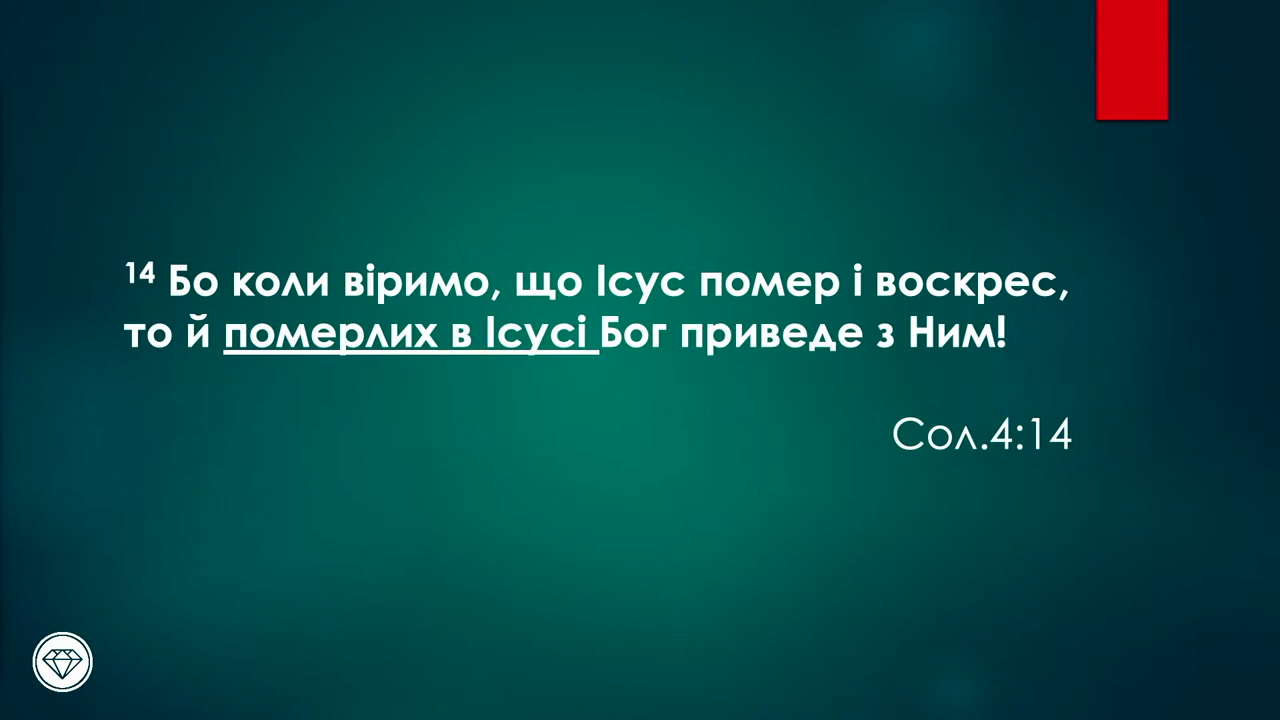 14 Бо коли віримо, що Ісус помер і воскрес,
то й померлих в Ісусі Бог приведе з Ним!
Сол.4:14